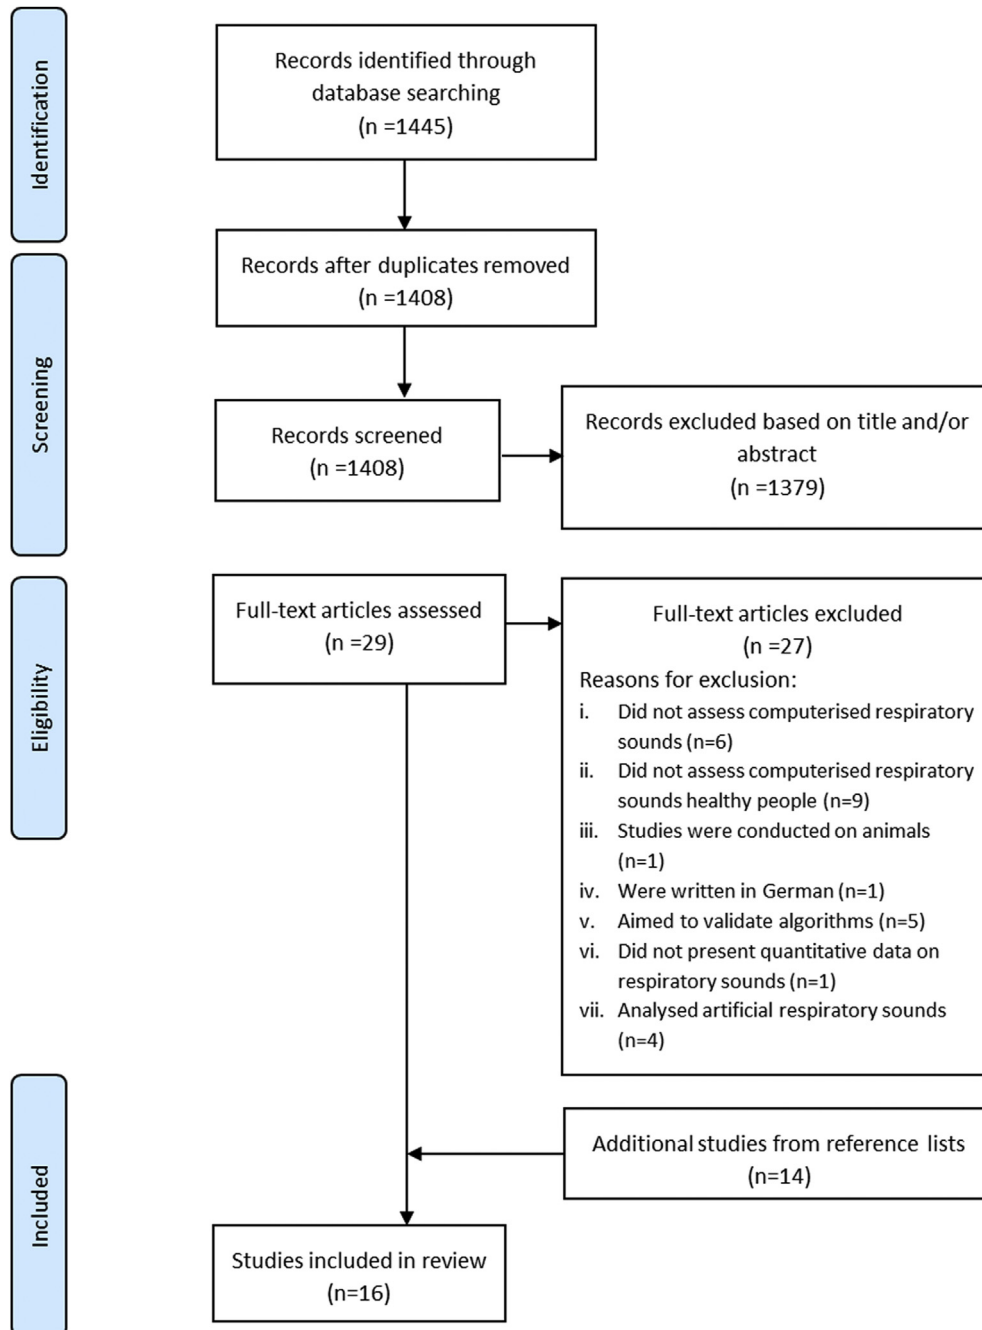 Identification
Records identified through
database searching
(n =1445)
Records after duplicates removed
(n =1408)
Screening
Records screened
(n =1408)
Records excluded based on title and/or
abstract
(n =1379)
Eligibility
Full-text articles assessed
(n =29)
Full-text articles excluded
(n =27)
Reasons for exclusion:
i. Did not assess computerised respiratory
sounds (n=6)
ii. Did not assess computerised respiratory
sounds healthy people (n=9)
iii. Studies were conducted on animals
(n=1)
iv. Were written in German (n=1)
v. Aimed to validate algorithms (n=5)
vi. Did not present quantitative data on
respiratory sounds (n=1)
vii. Analysed artificial respiratory sounds
(n=4)
Included
Additional studies from reference lists
(n=14)
Studies included in review
(n=16)